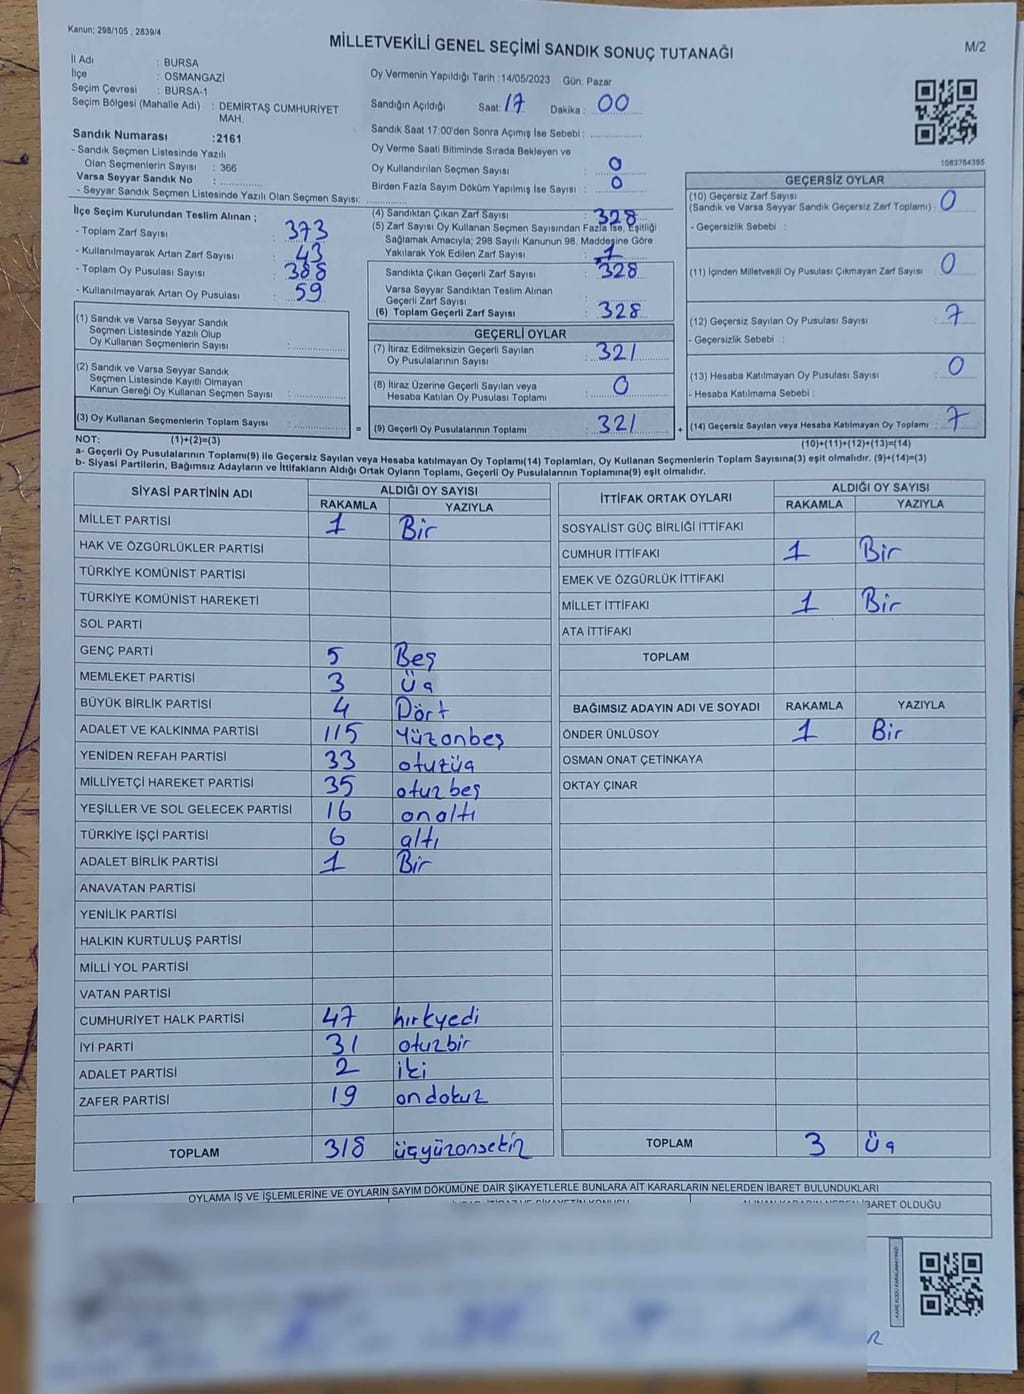 Kanun; 298/105 , 2839/4
MİLLETVEKİLİ GENEL SEÇİMİ SANDIK SONUÇ TUTANAĞI
M/2
İl Adı : BURSA
İlçe : OSMANGAZİ
Seçim Çevresi : BURSA-1
Seçim Bölgesi (Mahalle Adı) : DEMİRTAŞ CUMHURİYET
MAH.
Sandık Numarası :2161
- Sandık Seçmen Listesinde Yazılı
Olan Seçmenlerin Sayısı : 366
Varsa Seyyar Sandık No :
- Seyyar Sandık Seçmen Listesinde Yazılı Olan Seçmen Sayısı:
Oy Vermenin Yapıldığı Tarih : 14/05/2023 Gün: Pazar
Sandığın Açıldığı Saat: 17 Dakika : 00
Sandık Saat 17:00'den Sonra Açımış İse Sebebi :
Oy Verme Saati Bitiminde Sırada Bekleyen ve
Oy Kullandırılan Seçmen Sayısı : 0
Birden Fazla Sayım Döküm Yapılmış İse Sayısı : 0
1083764395
İlçe Seçim Kurulundan Teslim Alınan ;
- Toplam Zarf Sayısı : 373
- Kullanılmayarak Artan Zarf Sayısı : 43
- Toplam Oy Pusulası Sayısı : 388
- Kullanılmayarak Artan Oy Pusulası : 59
(4) Sandıktan Çıkan Zarf Sayısı : 328
(5) Zarf Sayısı Oy Kullanan Seçmen Sayısından Fazla İse, Eşitliği
Sağlamak Amacıyla; 298 Sayılı Kanunun 98. Maddesine Göre
Yakılarak Yok Edilen Zarf Sayısı : 1
Sandıkta Çıkan Geçerli Zarf Sayısı : 328
Varsa Seyyar Sandıktan Teslim Alınan
Geçerli Zarf Sayısı :
(6) Toplam Geçerli Zarf Sayısı : 328
GEÇERSİZ OYLAR
(10) Geçersiz Zarf Sayısı
(Sandık ve Varsa Seyyar Sandık Geçersiz Zarf Toplamı) : 0
- Geçersizlik Sebebi :
(11) İçinden Milletvekili Oy Pusulası Çıkmayan Zarf Sayısı : 0
(12) Geçersiz Sayılan Oy Pusulası Sayısı : 7
- Geçersizlik Sebebi :
(13) Hesaba Katılmayan Oy Pusulası Sayısı : 0
- Hesaba Katılmama Sebebi :
(14) Geçersiz Sayılan veya Hesaba Katılmayan Oy Toplamı : 7
(10)+(11)+(12)+(13)=(14)
(1) Sandık ve Varsa Seyyar Sandık
Seçmen Listesinde Yazılı Olup
Oy Kullanan Seçmenlerin Sayısı :
(2) Sandık ve Varsa Seyyar Sandık
Seçmen Listesinde Kayıtlı Olmayan
Kanun Gereği Oy Kullanan Seçmen Sayısı :
(3) Oy Kullanan Seçmenlerin Toplam Sayısı :
(1)+(2)=(3)
GEÇERLİ OYLAR
(7) İtiraz Edilmeksizin Geçerli Sayılan
Oy Pusulalarının Sayısı : 321
(8) İtiraz Üzerine Geçerli Sayılan veya
Hesaba Katılan Oy Pusulası Toplamı : 0
= (9) Geçerli Oy Pusulalarının Toplamı : 321 +
NOT:
a- Geçerli Oy Pusulalarının Toplamı(9) ile Geçersiz Sayılan veya Hesaba katılmayan Oy Toplamı(14) Toplamları, Oy Kullanan Seçmenlerin Toplam Sayısına(3) eşit olmalıdır. (9)+(14)=(3)
b- Siyasi Partilerin, Bağımsız Adayların ve İttifakların Aldığı Ortak Oyların Toplamı, Geçerli Oy Pusulalarının Toplamına(9) eşit olmalıdır.
SİYASİ PARTİNİN ADI ALDIĞI OY SAYISI
RAKAMLA YAZIYLA
MİLLET PARTİSİ 1 Bir
HAK VE ÖZGÜRLÜKLER PARTİSİ
TÜRKİYE KOMÜNİST PARTİSİ
TÜRKİYE KOMÜNİST HAREKETİ
SOL PARTİ
GENÇ PARTİ 5 Beş
MEMLEKET PARTİSİ 3 Üç
BÜYÜK BİRLİK PARTİSİ 4 Dört
ADALET VE KALKINMA PARTİSİ 115 Yüzonbeş
YENİDEN REFAH PARTİSİ 33 otuzüç
MİLLİYETÇİ HAREKET PARTİSİ 35 otuzbeş
YEŞİLLER VE SOL GELECEK PARTİSİ 16 onaltı
TÜRKİYE İŞÇİ PARTİSİ 6 altı
ADALET BİRLİK PARTİSİ 1 Bir
ANAVATAN PARTİSİ
YENİLİK PARTİSİ
HALKIN KURTULUŞ PARTİSİ
MİLLİ YOL PARTİSİ
VATAN PARTİSİ
CUMHURİYET HALK PARTİSİ 47 kırkyedi
İYİ PARTİ 31 otuzbir
ADALET PARTİSİ 2 iki
ZAFER PARTİSİ 19 ondokuz
TOPLAM 318 üçyüzonsekiz
İTTİFAK ORTAK OYLARI ALDIĞI OY SAYISI
RAKAMLA YAZIYLA
SOSYALİST GÜÇ BİRLİĞİ İTTİFAKI
CUMHUR İTTİFAKI 1 Bir
EMEK VE ÖZGÜRLÜK İTTİFAKI
MİLLET İTTİFAKI 1 Bir
ATA İTTİFAKI
TOPLAM
BAĞIMSIZ ADAYIN ADI VE SOYADI RAKAMLA YAZIYLA
ÖNDER ÜNLÜSOY 1 Bir
OSMAN ONAT ÇETİNKAYA
OKTAY ÇINAR
TOPLAM 3 Üç
OYLAMA İŞ VE İŞLEMLERİNE VE OYLARIN SAYIM DÖKÜMÜNE DAİR ŞİKAYETLERLE BUNLARA AİT KARARLARIN NELERDEN İBARET BULUNDUKLARI
İBARET OLDUĞU